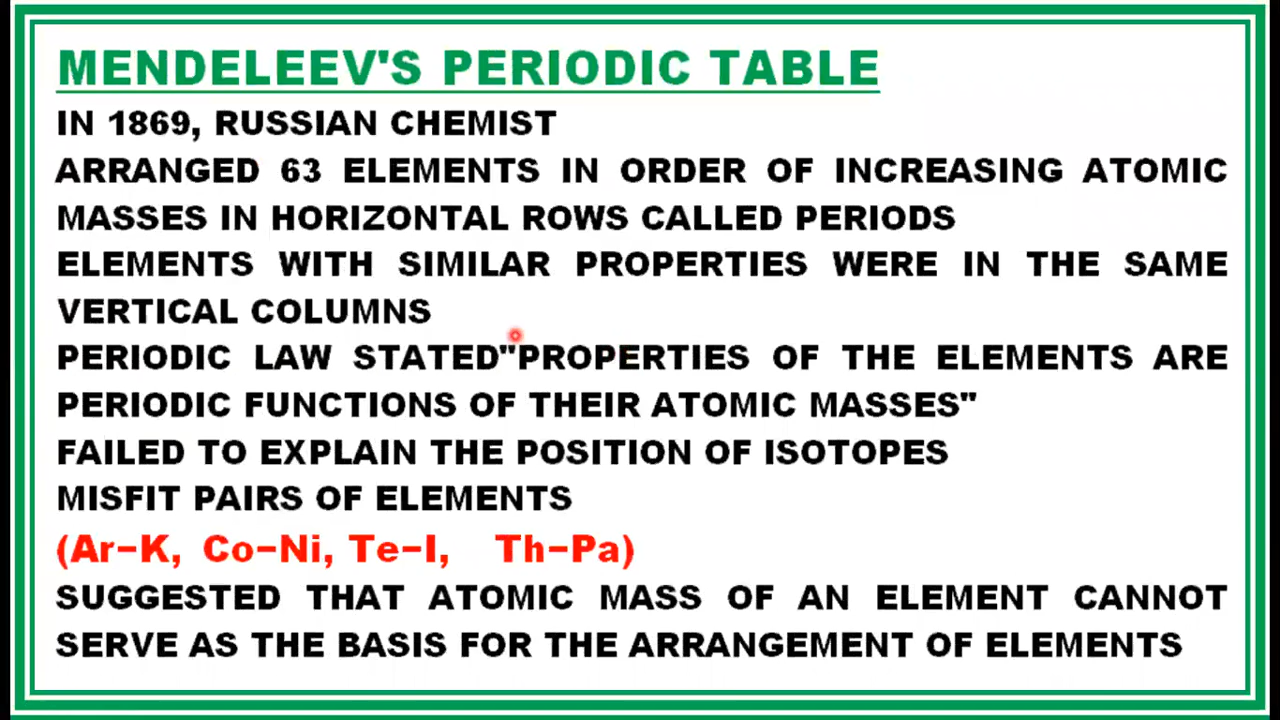 MENDELEEV'S PERIODIC TABLE
IN 1869, RUSSIAN CHEMIST
ARRANGED 63 ELEMENTS IN ORDER OF INCREASING ATOMIC
MASSES IN HORIZONTAL ROWS CALLED PERIODS
ELEMENTS WITH SIMILAR PROPERTIES WERE IN THE SAME
VERTICAL COLUMNS
PERIODIC LAW STATED"PROPERTIES OF THE ELEMENTS ARE
PERIODIC FUNCTIONS OF THEIR ATOMIC MASSES"
FAILED TO EXPLAIN THE POSITION OF ISOTOPES
MISFIT PAIRS OF ELEMENTS
(Ar−K, Co−Ni, Te−I, Th−Pa)
SUGGESTED THAT ATOMIC MASS OF AN ELEMENT CANNOT
SERVE AS THE BASIS FOR THE ARRANGEMENT OF ELEMENTS